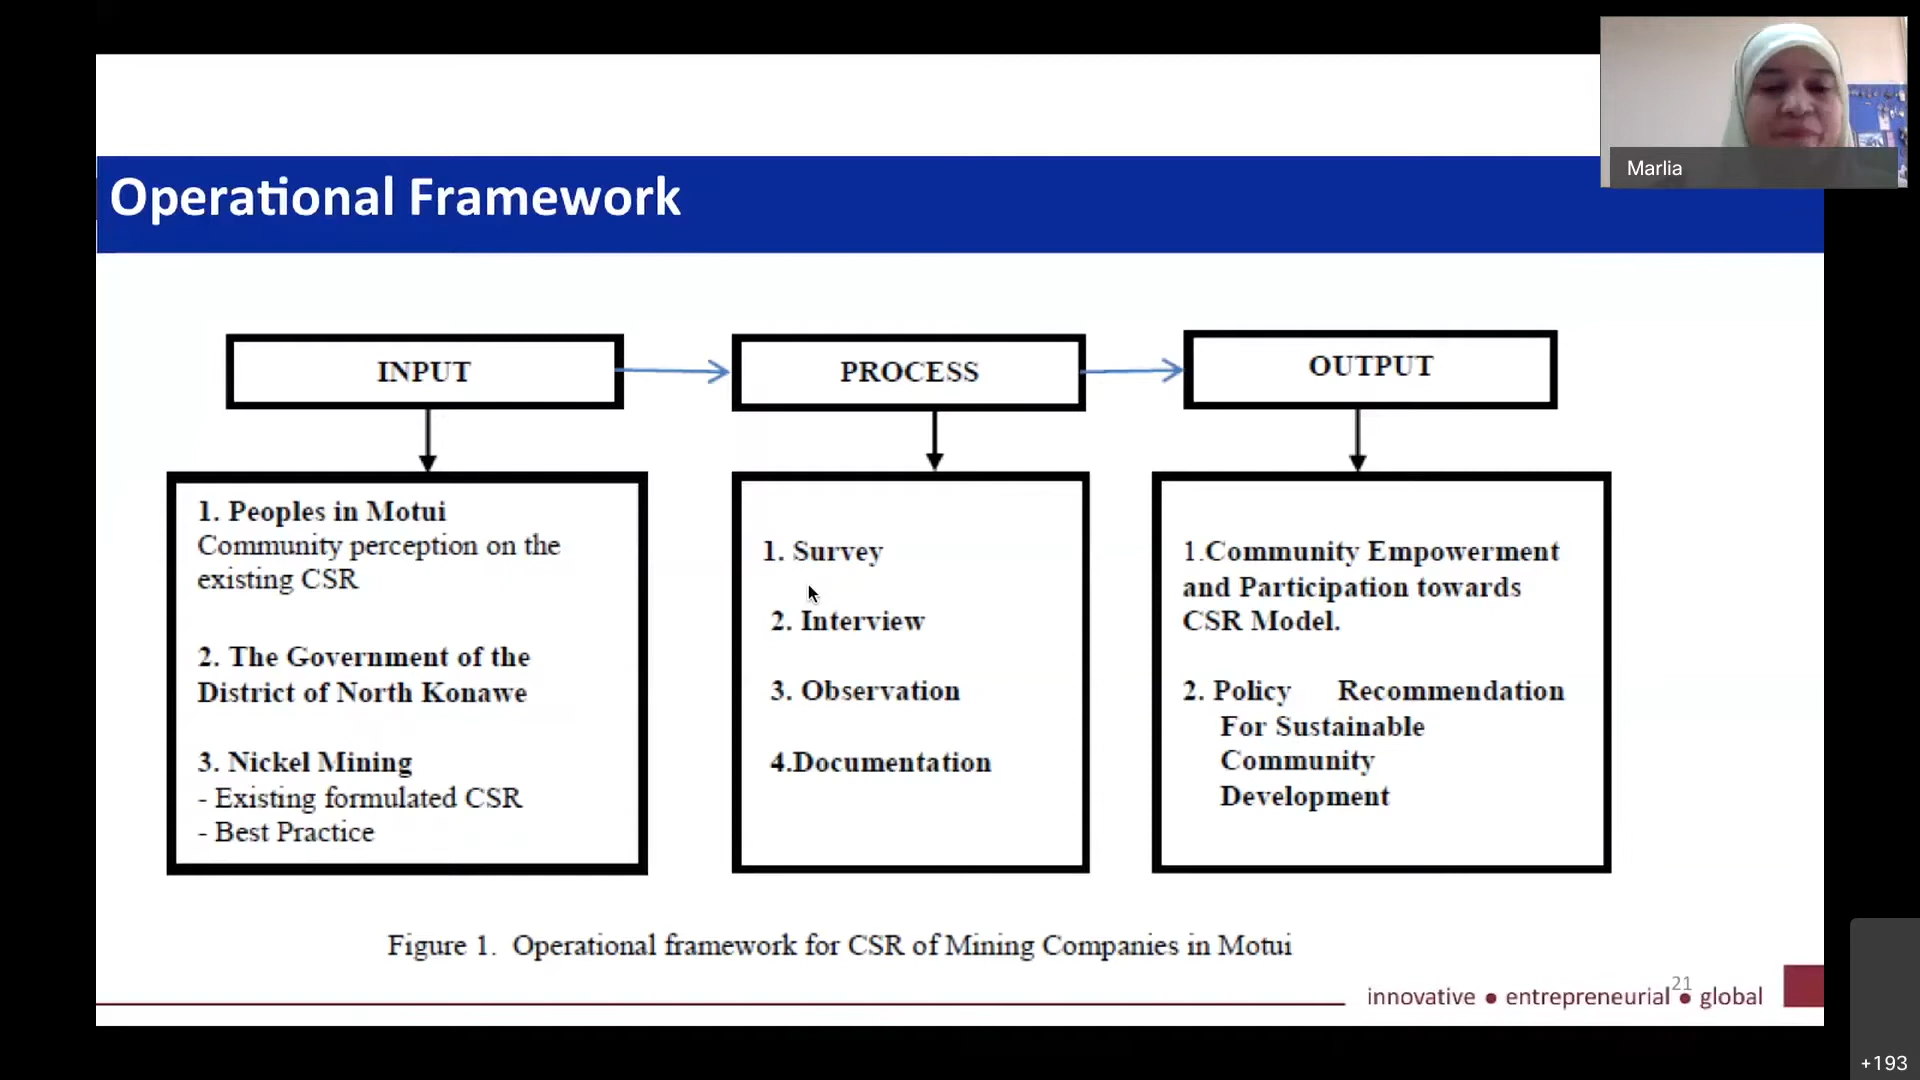 Marlia
Operational Framework
INPUT
PROCESS
OUTPUT
1. Peoples in Motui
Community perception on the
existing CSR
2. The Government of the
District of North Konawe
3. Nickel Mining
- Existing formulated CSR
- Best Practice
1. Survey
2. Interview
3. Observation
4.Documentation
1.Community Empowerment
and Participation towards
CSR Model.
2. Policy Recommendation
For Sustainable
Community
Development
Figure 1. Operational framework for CSR of Mining Companies in Motui
21
innovative ● entrepreneurial ● global
+193